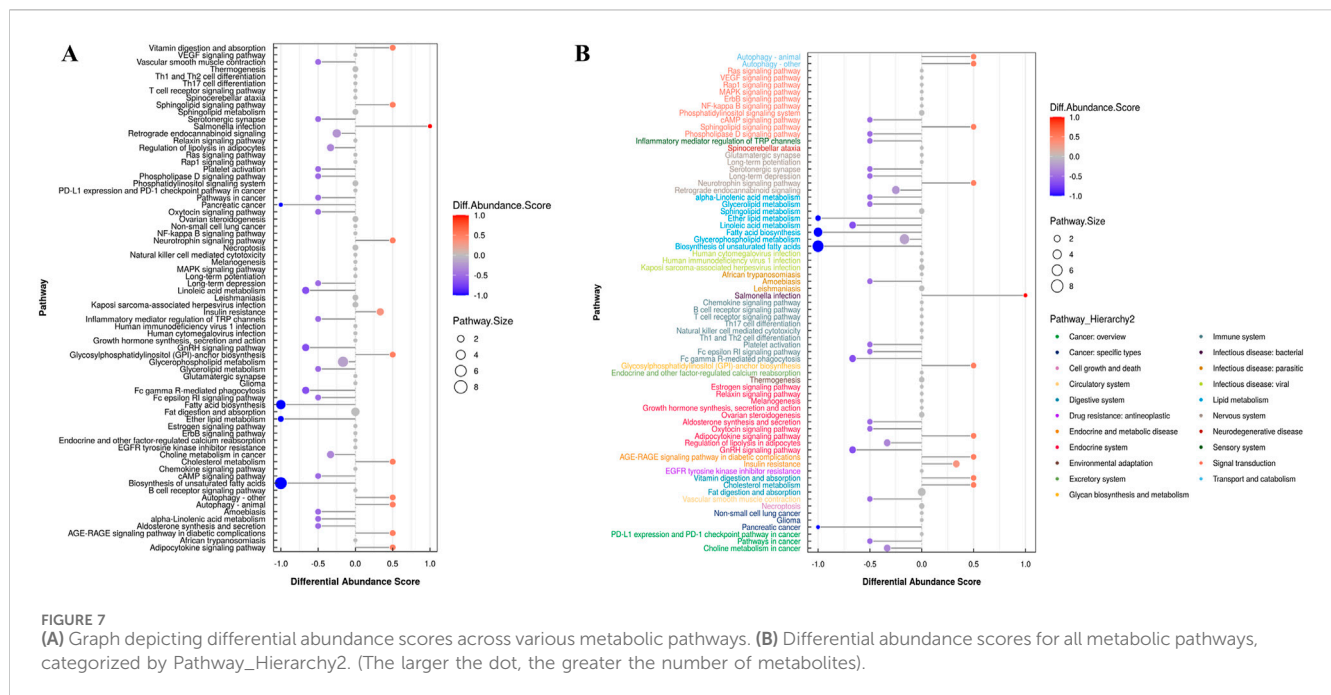 A
Vitamin digestion and absorption
VEGF signaling pathway
Vascular smooth muscle contraction
Thermogenesis
Th1 and Th2 cell differentiation
Th17 cell differentiation
T cell receptor signaling pathway
Spinocerebellar ataxia
Sphingolipid signaling pathway
Sphingolipid metabolism
Serotonergic synapse
Salmonella infection
Retrograde endocannabinoid signaling
Relaxin signaling pathway
Regulation of lipolysis in adipocytes
Ras signaling pathway
Rap1 signaling pathway
Platelet activation
Phospholipase D signaling pathway
Phosphatidylinositol signaling system
PD-L1 expression and PD-1 checkpoint pathway in cancer
Pathways in cancer
Pancreatic cancer
Oxytocin signaling pathway
Ovarian steroidogenesis
Non-small cell lung cancer
NF-kappa B signaling pathway
Neurotrophin signaling pathway
Necroptosis
Natural killer cell mediated cytotoxicity
Melanogenesis
MAPK signaling pathway
Long-term potentiation
Long-term depression
Linoleic acid metabolism
Leishmaniasis
Kaposi sarcoma-associated herpesvirus infection
Insulin resistance
Inflammatory mediator regulation of TRP channels
Human immunodeficiency virus 1 infection
Human cytomegalovirus infection
Growth hormone synthesis, secretion and action
GnRH signaling pathway
Glycosylphosphatidylinositol (GPI)-anchor biosynthesis
Glycerophospholipid metabolism
Glycerolipid metabolism
Glutamatergic synapse
Glioma
Fc gamma R-mediated phagocytosis
Fc epsilon RI signaling pathway
Fatty acid biosynthesis
Fat digestion and absorption
Ether lipid metabolism
Estrogen signaling pathway
ErbB signaling pathway
Endocrine and other factor-regulated calcium reabsorption
EGFR tyrosine kinase inhibitor resistance
Choline metabolism in cancer
Cholesterol metabolism
Chemokine signaling pathway
cAMP signaling pathway
Biosynthesis of unsaturated fatty acids
B cell receptor signaling pathway
Autophagy - other
Autophagy - animal
Amoebiasis
alpha-Linolenic acid metabolism
Aldosterone synthesis and secretion
AGE-RAGE signaling pathway in diabetic complications
African trypanosomiasis
Adipocytokine signaling pathway
Pathway
-1.0 -0.5 0.0 0.5 1.0
Differential Abundance Score
Diff.Abundance.Score
1.0
0.5
0.0
-0.5
-1.0
Pathway.Size
2
4
6
8
B
Autophagy - animal
Autophagy - other
Ras signaling pathway
VEGF signaling pathway
Rap1 signaling pathway
MAPK signaling pathway
ErbB signaling pathway
NF-kappa B signaling pathway
Phosphatidylinositol signaling system
cAMP signaling pathway
Sphingolipid signaling pathway
Phospholipase D signaling pathway
Inflammatory mediator regulation of TRP channels
Spinocerebellar ataxia
Glutamatergic synapse
Long-term potentiation
Serotonergic synapse
Long-term depression
Neurotrophin signaling pathway
Retrograde endocannabinoid signaling
alpha-Linolenic acid metabolism
Glycerolipid metabolism
Sphingolipid metabolism
Ether lipid metabolism
Linoleic acid metabolism
Fatty acid biosynthesis
Glycerophospholipid metabolism
Biosynthesis of unsaturated fatty acids
Human cytomegalovirus infection
Human immunodeficiency virus 1 infection
Kaposi sarcoma-associated herpesvirus infection
African trypanosomiasis
Amoebiasis
Leishmaniasis
Salmonella infection
Chemokine signaling pathway
B cell receptor signaling pathway
T cell receptor signaling pathway
Th17 cell differentiation
Natural killer cell mediated cytotoxicity
Th1 and Th2 cell differentiation
Platelet activation
Fc epsilon RI signaling pathway
Fc gamma R-mediated phagocytosis
Glycosylphosphatidylinositol (GPI)-anchor biosynthesis
Endocrine and other factor-regulated calcium reabsorption
Thermogenesis
Estrogen signaling pathway
Relaxin signaling pathway
Melanogenesis
Growth hormone synthesis, secretion and action
Ovarian steroidogenesis
Aldosterone synthesis and secretion
Oxytocin signaling pathway
Adipocytokine signaling pathway
Regulation of lipolysis in adipocytes
GnRH signaling pathway
AGE-RAGE signaling pathway in diabetic complications
Insulin resistance
EGFR tyrosine kinase inhibitor resistance
Vitamin digestion and absorption
Cholesterol metabolism
Fat digestion and absorption
Vascular smooth muscle contraction
Necroptosis
Non-small cell lung cancer
Glioma
Pancreatic cancer
PD-L1 expression and PD-1 checkpoint pathway in cancer
Pathways in cancer
Choline metabolism in cancer
Pathway
-1.0 -0.5 0.0 0.5 1.0
Differential Abundance Score
Diff.Abundance.Score
1.0
0.5
0.0
-0.5
-1.0
Pathway.Size
2
4
6
8
Pathway_Hierarchy2
Cancer: overview
Cancer: specific types
Cell growth and death
Circulatory system
Digestive system
Drug resistance: antineoplastic
Endocrine and metabolic disease
Endocrine system
Environmental adaptation
Excretory system
Glycan biosynthesis and metabolism
Immune system
Infectious disease: bacterial
Infectious disease: parasitic
Infectious disease: viral
Lipid metabolism
Nervous system
Neurodegenerative disease
Sensory system
Signal transduction
Transport and catabolism
FIGURE 7
(A) Graph depicting differential abundance scores across various metabolic pathways. (B) Differential abundance scores for all metabolic pathways,
categorized by Pathway_Hierarchy2. (The larger the dot, the greater the number of metabolites).